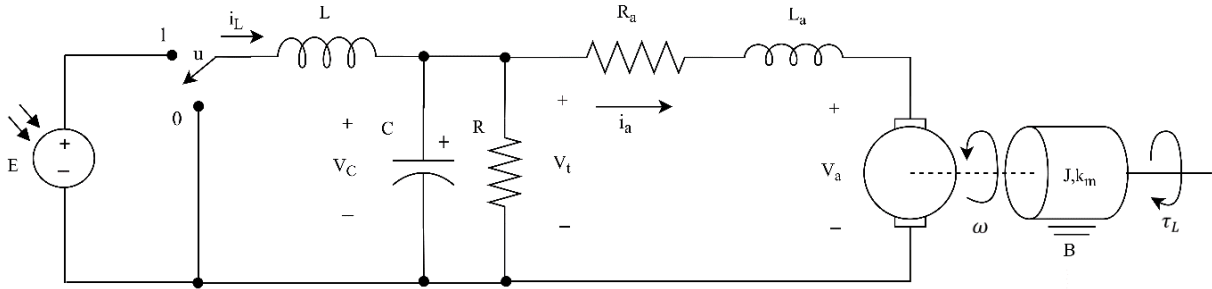 i_L
L
R_a
L_a
1
u
0
+
E
+
−
+
V_C
−
C
+
R
+
V_t
−
i_a
+
V_a
−
ω
J,k_m
B
τ_L